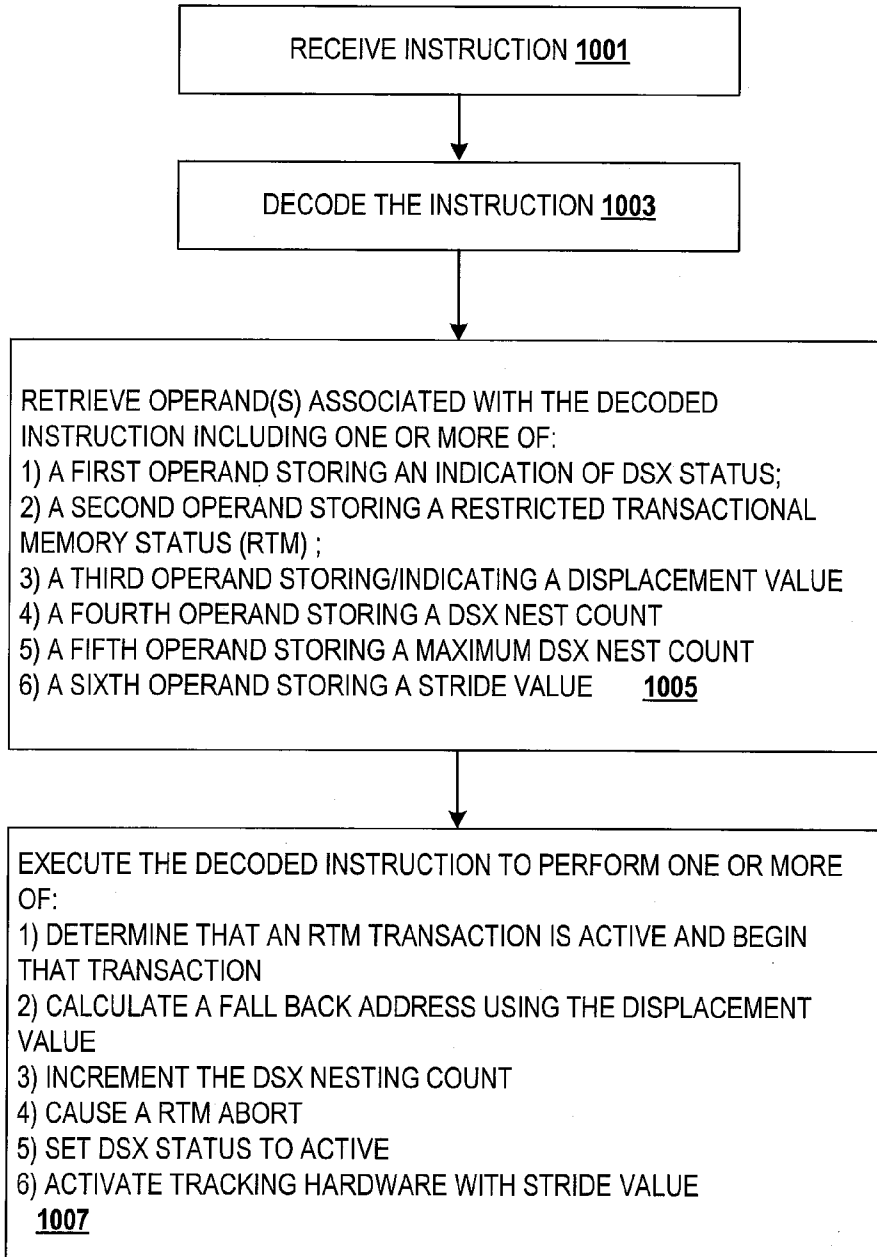 RECEIVE INSTRUCTION 1001
DECODE THE INSTRUCTION 1003
RETRIEVE OPERAND(S) ASSOCIATED WITH THE DECODED
INSTRUCTION INCLUDING ONE OR MORE OF:
1) A FIRST OPERAND STORING AN INDICATION OF DSX STATUS;
2) A SECOND OPERAND STORING A RESTRICTED TRANSACTIONAL
MEMORY STATUS (RTM) ;
3) A THIRD OPERAND STORING/INDICATING A DISPLACEMENT VALUE
4) A FOURTH OPERAND STORING A DSX NEST COUNT
5) A FIFTH OPERAND STORING A MAXIMUM DSX NEST COUNT
6) A SIXTH OPERAND STORING A STRIDE VALUE 1005
EXECUTE THE DECODED INSTRUCTION TO PERFORM ONE OR MORE
OF:
1) DETERMINE THAT AN RTM TRANSACTION IS ACTIVE AND BEGIN
THAT TRANSACTION
2) CALCULATE A FALL BACK ADDRESS USING THE DISPLACEMENT
VALUE
3) INCREMENT THE DSX NESTING COUNT
4) CAUSE A RTM ABORT
5) SET DSX STATUS TO ACTIVE
6) ACTIVATE TRACKING HARDWARE WITH STRIDE VALUE
1007